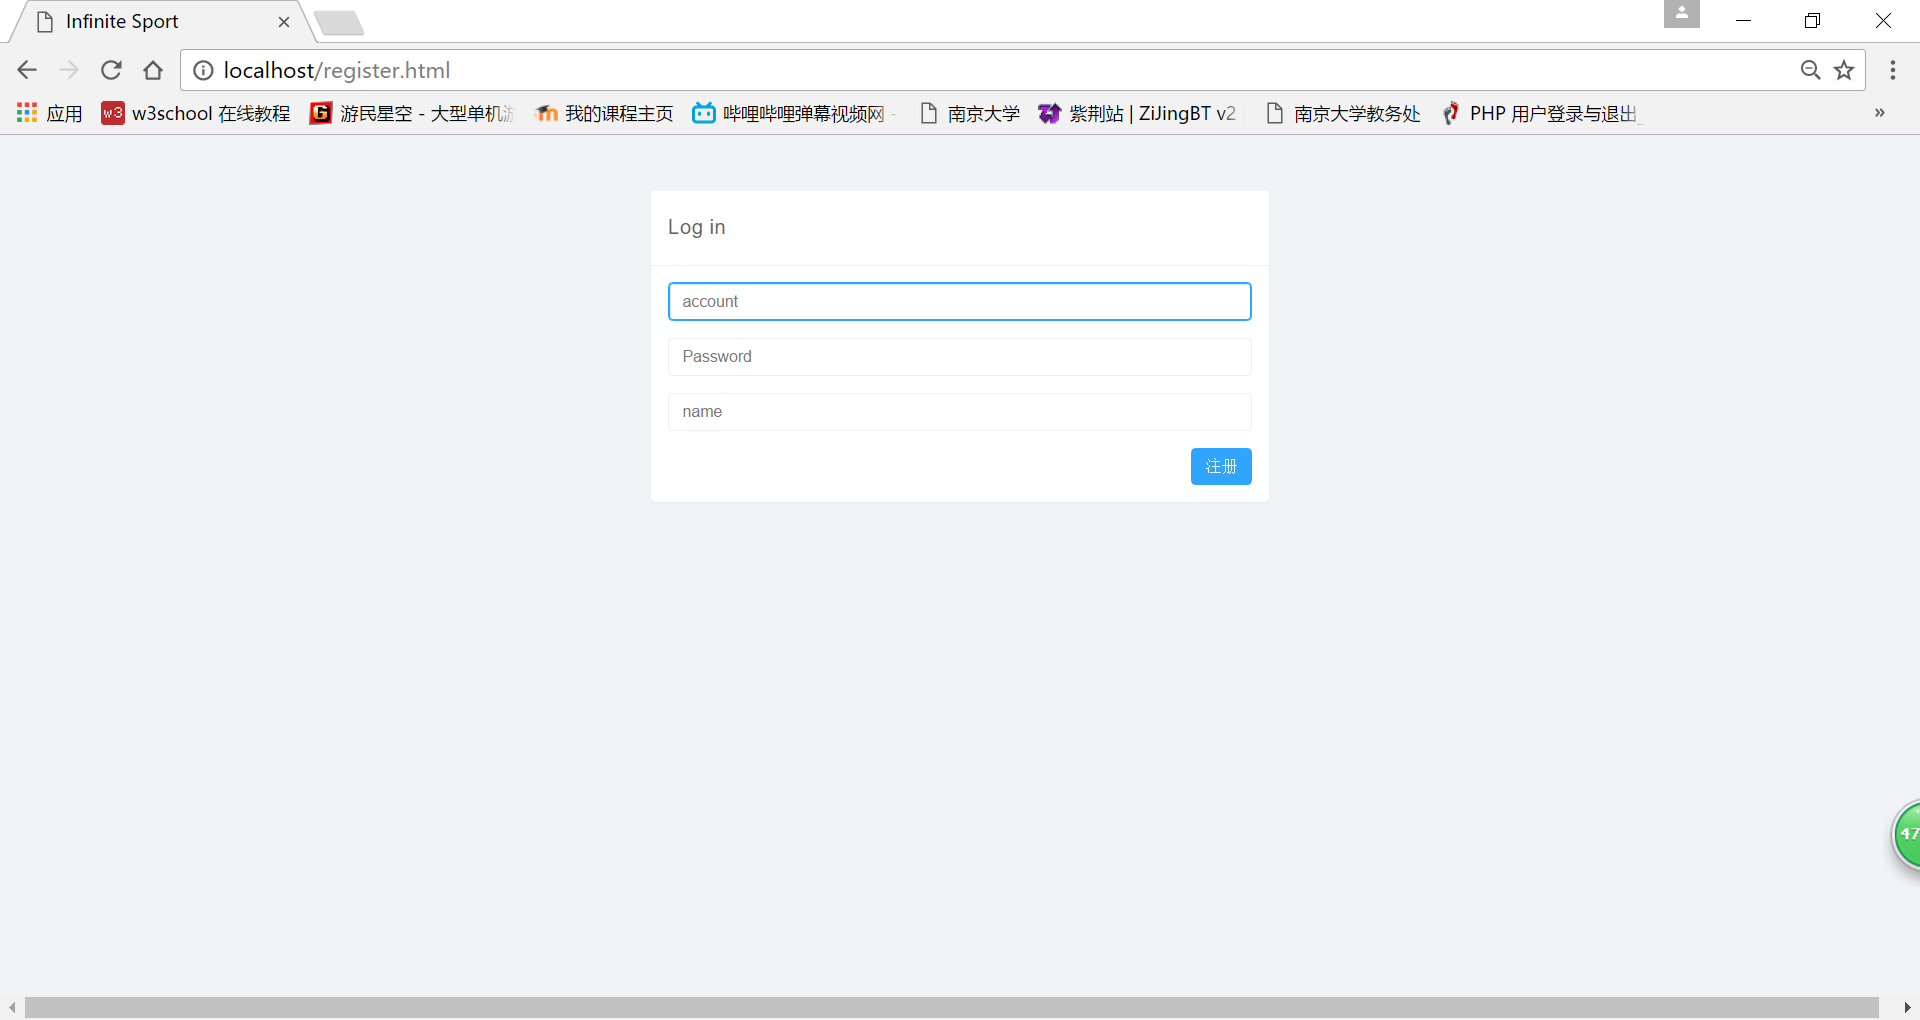 Infinite Sport
localhost/register.html
应用 w3school 在线教程 游民星空 - 大型单机游 我的课程主页 哔哩哔哩弹幕视频网 - 南京大学 紫荆站 | ZiJingBT v2 南京大学教务处 PHP 用户登录与退出_
Log in
account
Password
name
注册
47